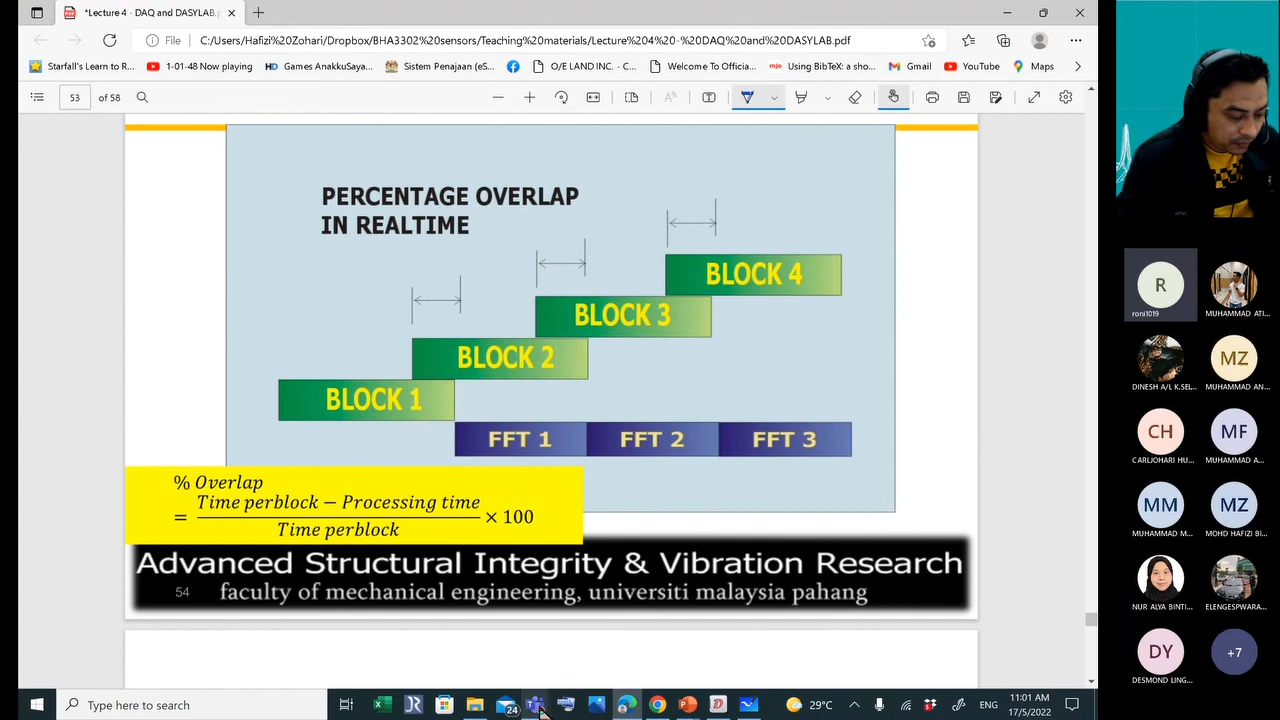 *Lecture 4 - DAQ and DASYLAB.p
File
C:/Users/Hafizi%20Zohari/Dropbox/BHA3302%20sensors/Teaching%20materials/Lecture%204%20-%20DAQ%20and%20DASYLAB.pdf
Starfall's Learn to R...
1-01-48 Now playing
HD Games AnakkuSaya...
Sistem Penajaan (eS...
O/E LAND INC. - C...
Welcome To Officia...
mjo Using BibTeX: a sho...
Gmail
YouTube
Maps
53 of 58
PERCENTAGE OVERLAP
IN REALTIME
BLOCK 4
BLOCK 3
BLOCK 2
BLOCK 1
FFT 1
FFT 2
FFT 3
% Overlap
= Time perblock − Processing time
Time perblock
× 100
Advanced Structural Integrity & Vibration Research
54 faculty of mechanical engineering, universiti malaysia pahang
Type here to search
24
29°C
ENG
11:01 AM
17/5/2022
R
roni1019
MUHAMMAD ATI...
DINESH A/L K.SEL...
MZ
MUHAMMAD AN...
CH
CARLJOHARI HU...
MF
MUHAMMAD A...
MM
MUHAMMAD M...
MZ
MOHD HAFIZI BI...
NUR ALYA BINTI...
ELENGESPWARA...
DY
DESMOND LING...
+7